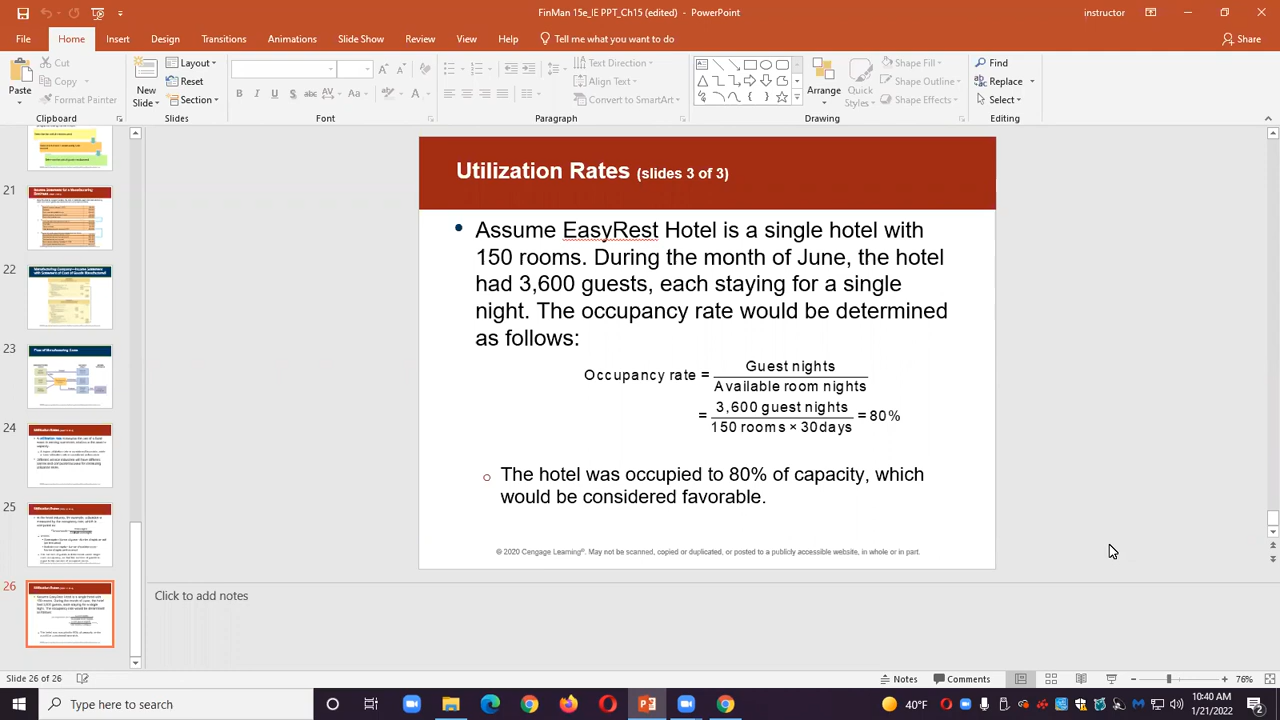 Finman 15e_IE PPT_Ch15 (overview) - PowerPoint
instructor
File Home Insert Design Transitions Animations Slide Show Review View Help Tell me what you want to do Share
Paste
Cut
Copy
Format Painter
Clipboard
New
Slide
Layout
Reset
Section
Slides
B I U S abc AV Aa A
Font
Text Direction
Align Text
Convert to SmartArt
Paragraph
Arrange
Quick
Styles
Shape Fill
Shape Outline
Shape Effects
Drawing
Find
Replace
Select
Editing
21
22
23
24
25
26
Utilization Rates (slides 3 of 3)
• Assume EasyRest Hotel is a single hotel with
150 rooms. During the month of June, the hotel
had 3,600 guests, each staying for a single
night. The occupancy rate would be determined
as follows:
Occupancy rate = Guest nights
Available room nights
= 3,600 guest nights = 80%
150 rooms × 30days
The hotel was occupied to 80% of capacity, which
would be considered favorable.
© 2020 Cengage Learning®. May not be scanned, copied or duplicated, or posted to a publicly accessible website, in whole or in part.
Click to add notes
Slide 26 of 26
Notes
Comments
76%
Type here to search
40°F
10:40 AM
1/21/2022